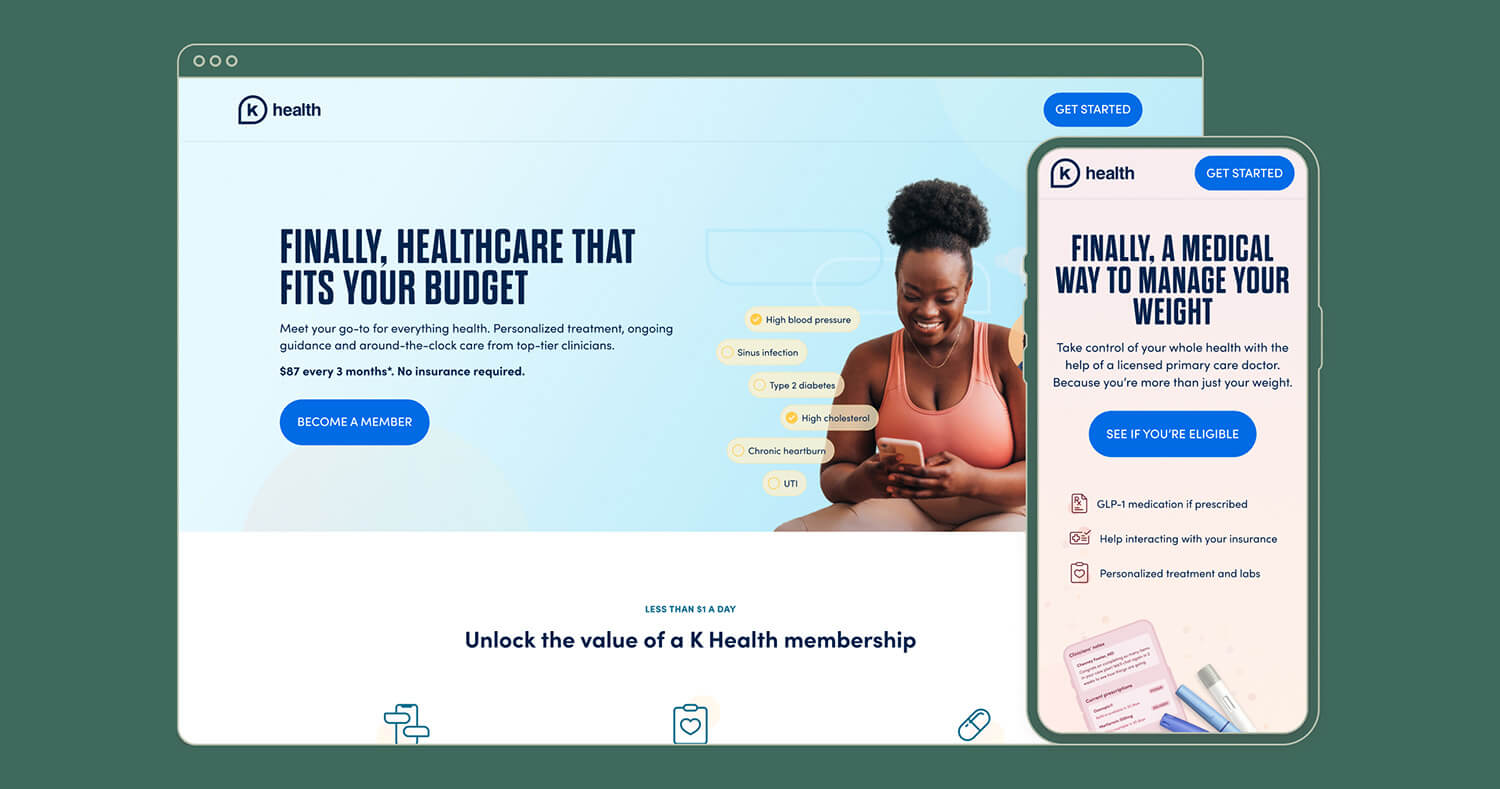 k health
GET STARTED
FINALLY, HEALTHCARE THAT
FITS YOUR BUDGET
Meet your go-to for everything health. Personalized treatment, ongoing
guidance and around-the-clock care from top-tier clinicians.
$87 every 3 months*. No insurance required.
BECOME A MEMBER
High blood pressure
Sinus infection
Type 2 diabetes
High cholesterol
Chronic heartburn
UTI
LESS THAN $1 A DAY
Unlock the value of a K Health membership
k health
GET STARTED
FINALLY, A MEDICAL
WAY TO MANAGE YOUR
WEIGHT
Take control of your whole health with the
help of a licensed primary care doctor.
Because you’re more than just your weight.
SEE IF YOU’RE ELIGIBLE
Rx
GLP-1 medication if prescribed
Help interacting with your insurance
Personalized treatment and labs
Clinicians' notes
Current prescriptions